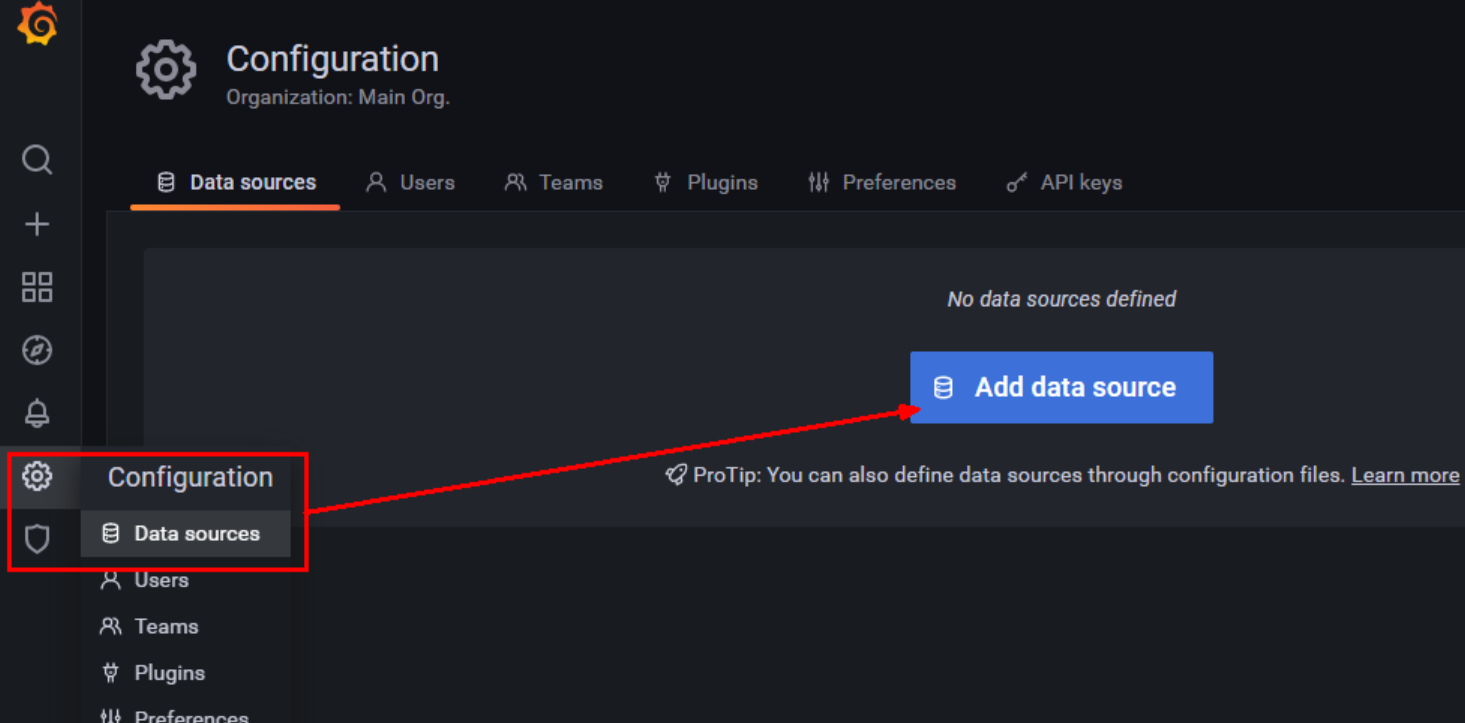 Configuration
Organization: Main Org.
Data sources Users Teams Plugins Preferences API keys
No data sources defined
Add data source
ProTip: You can also define data sources through configuration files. Learn more
Configuration
Data sources
Users
Teams
Plugins
Preferences